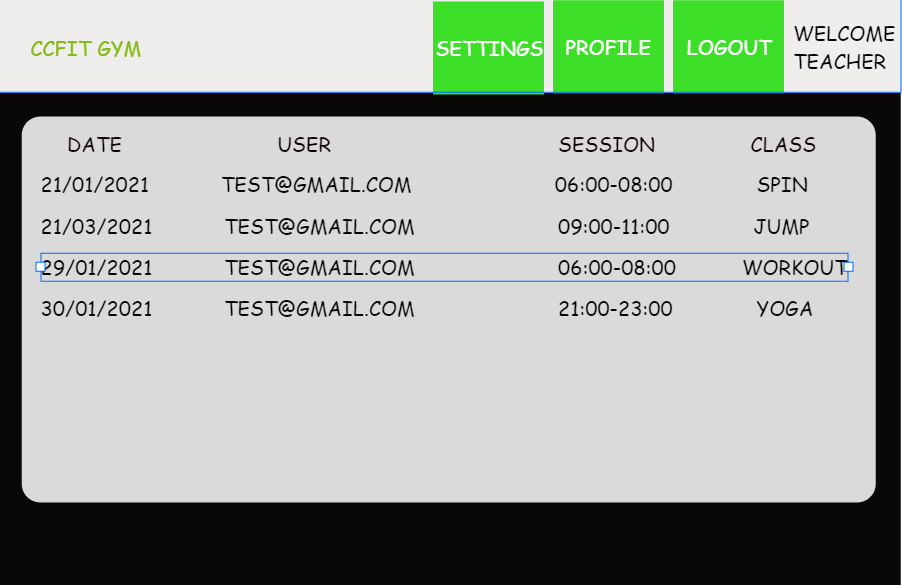 CCFIT GYM
SETTINGS
PROFILE
LOGOUT
WELCOME
TEACHER
DATE USER SESSION CLASS
21/01/2021 TEST@GMAIL.COM 06:00-08:00 SPIN
21/03/2021 TEST@GMAIL.COM 09:00-11:00 JUMP
29/01/2021 TEST@GMAIL.COM 06:00-08:00 WORKOUT
30/01/2021 TEST@GMAIL.COM 21:00-23:00 YOGA